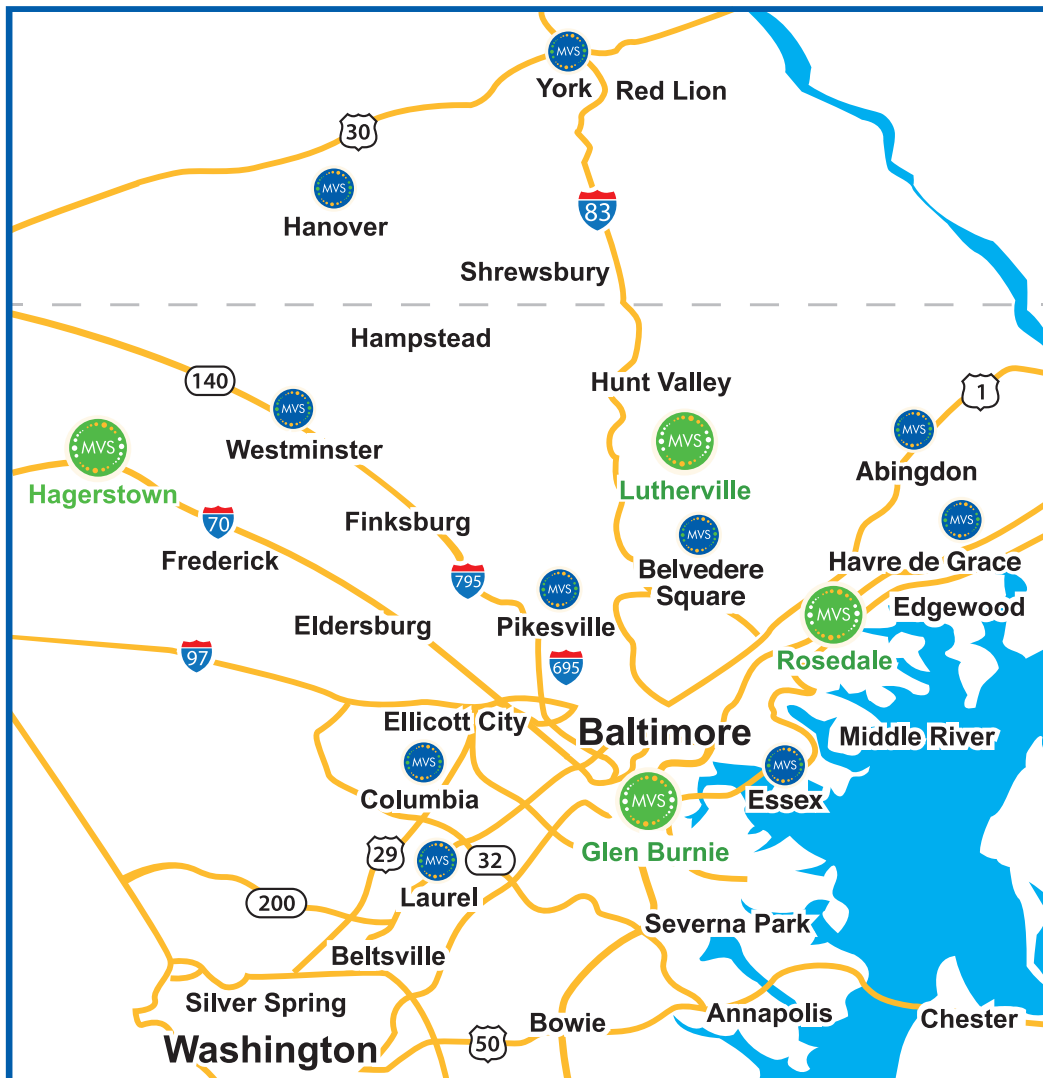 MVS
York
Red Lion
30
MVS
Hanover
83
Shrewsbury
Hampstead
140
Hunt Valley
1
MVS
Westminster
MVS
Hagerstown
MVS
Lutherville
MVS
Abingdon
70
Frederick
Finksburg
MVS
Belvedere
Square
MVS
Havre de Grace
795
MVS
Pikesville
Edgewood
MVS
Rosedale
Eldersburg
97
695
Ellicott City
Baltimore
Middle River
MVS
Columbia
MVS
Essex
MVS
Glen Burnie
29
MVS
Laurel
32
200
Severna Park
Beltsville
Silver Spring
Bowie
Annapolis
Chester
Washington
50